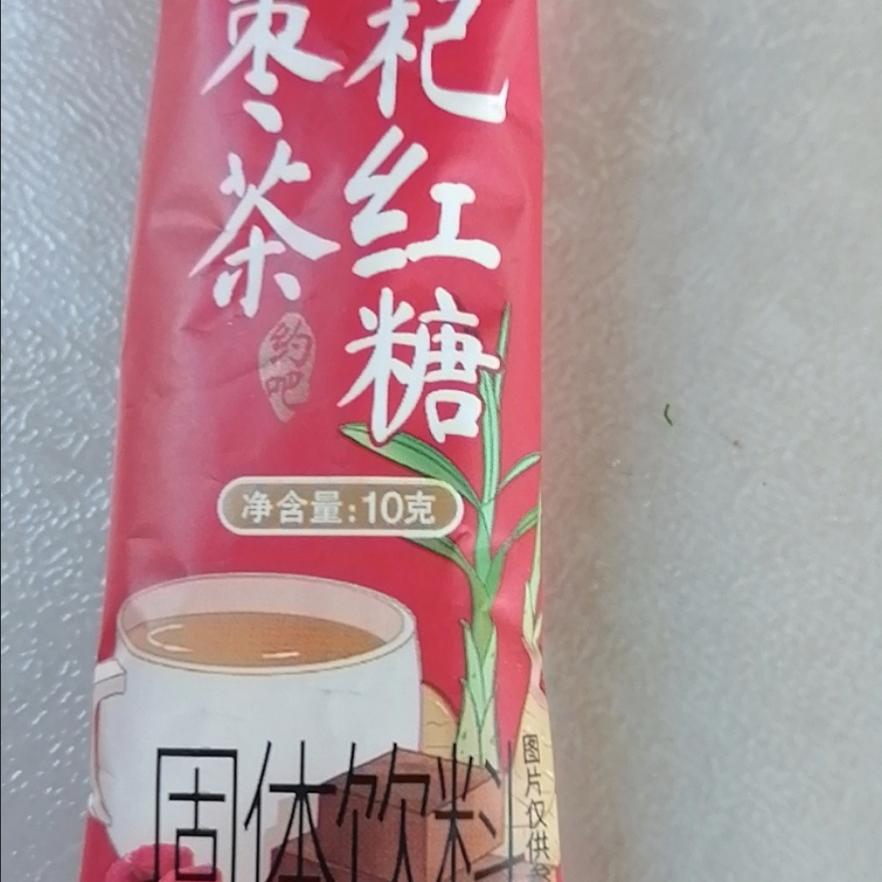 杞红糖
枣茶
约吧
净含量:10克
固体饮料
图片仅供